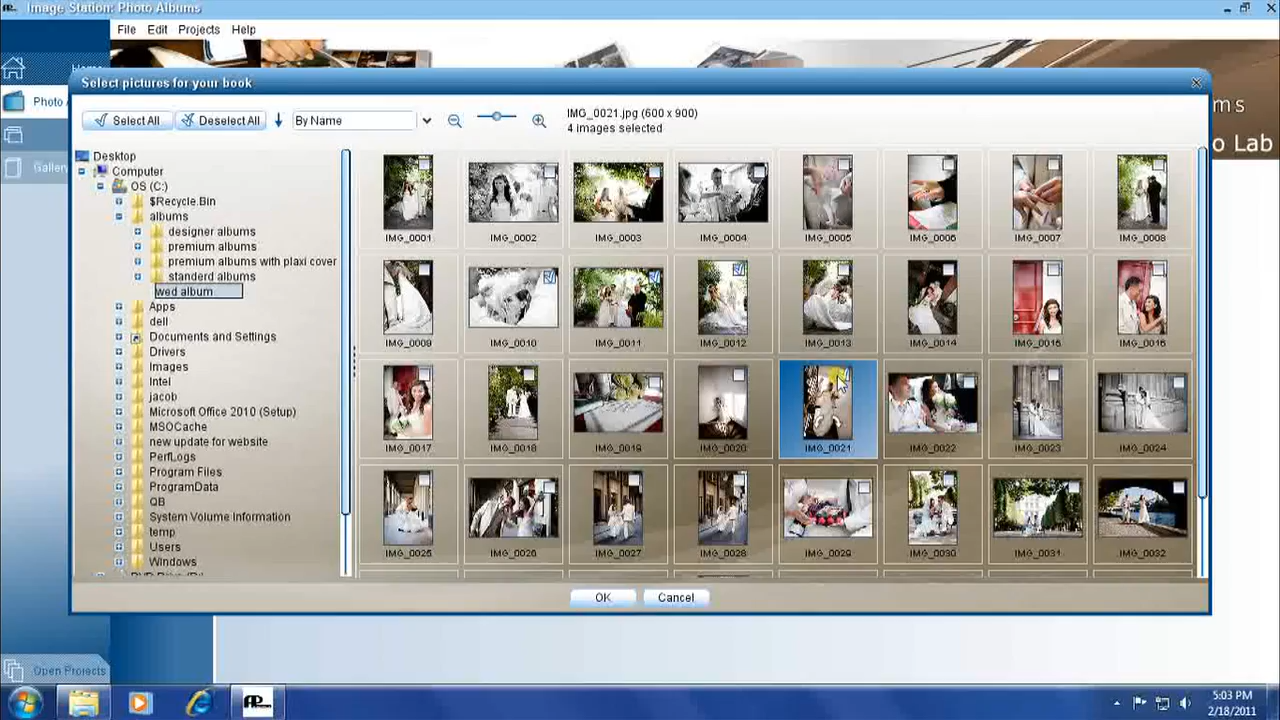 Image Station: Photo Albums
File Edit Projects Help
Select pictures for your book
Photo
ms
Select All Deselect All By Name
IMG_0021.jpg (600 x 900)
4 images selected
o Lab
Galler
Desktop
Computer
OS (C:)
$Recycle.Bin
albums
designer albums
premium albums
premium albums with plaxi cover
standerd albums
wed album
Apps
dell
Documents and Settings
Drivers
Images
Intel
jacob
Microsoft Office 2010 (Setup)
MSOCache
new update for website
PerfLogs
Program Files
ProgramData
QB
System Volume Information
temp
Users
Windows
IMG_0001 IMG_0002 IMG_0003 IMG_0004 IMG_0005 IMG_0006 IMG_0007 IMG_0008
IMG_0009 IMG_0010 IMG_0011 IMG_0012 IMG_0013 IMG_0014 IMG_0015 IMG_0016
IMG_0017 IMG_0018 IMG_0019 IMG_0020 IMG_0021 IMG_0022 IMG_0023 IMG_0024
IMG_0025 IMG_0026 IMG_0027 IMG_0028 IMG_0029 IMG_0030 IMG_0031 IMG_0032
OK Cancel
Open Projects
AP
5:03 PM
2/18/2011